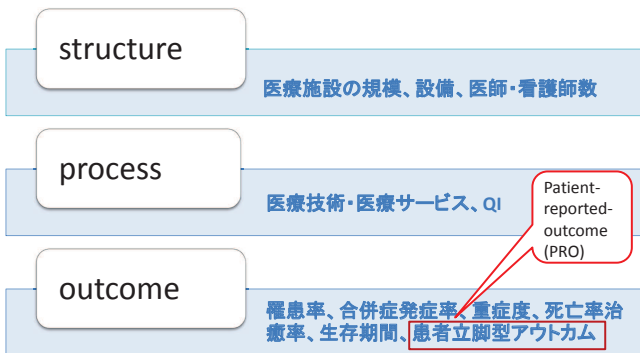 structure
医療施設の規模、設備、医師・看護師数
process
医療技術・医療サービス、QI
Patient-
reported-
outcome
(PRO)
outcome
罹患率、合併症発症率、重症度、死亡率治
癒率、生存期間、患者立脚型アウトカム